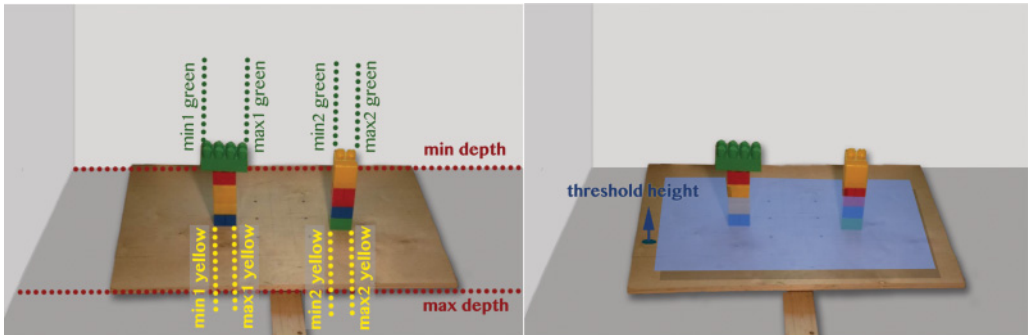 min1 green
max1 green
min2 green
max2 green
min depth
min1 yellow
max1 yellow
min2 yellow
max2 yellow
max depth
threshold height